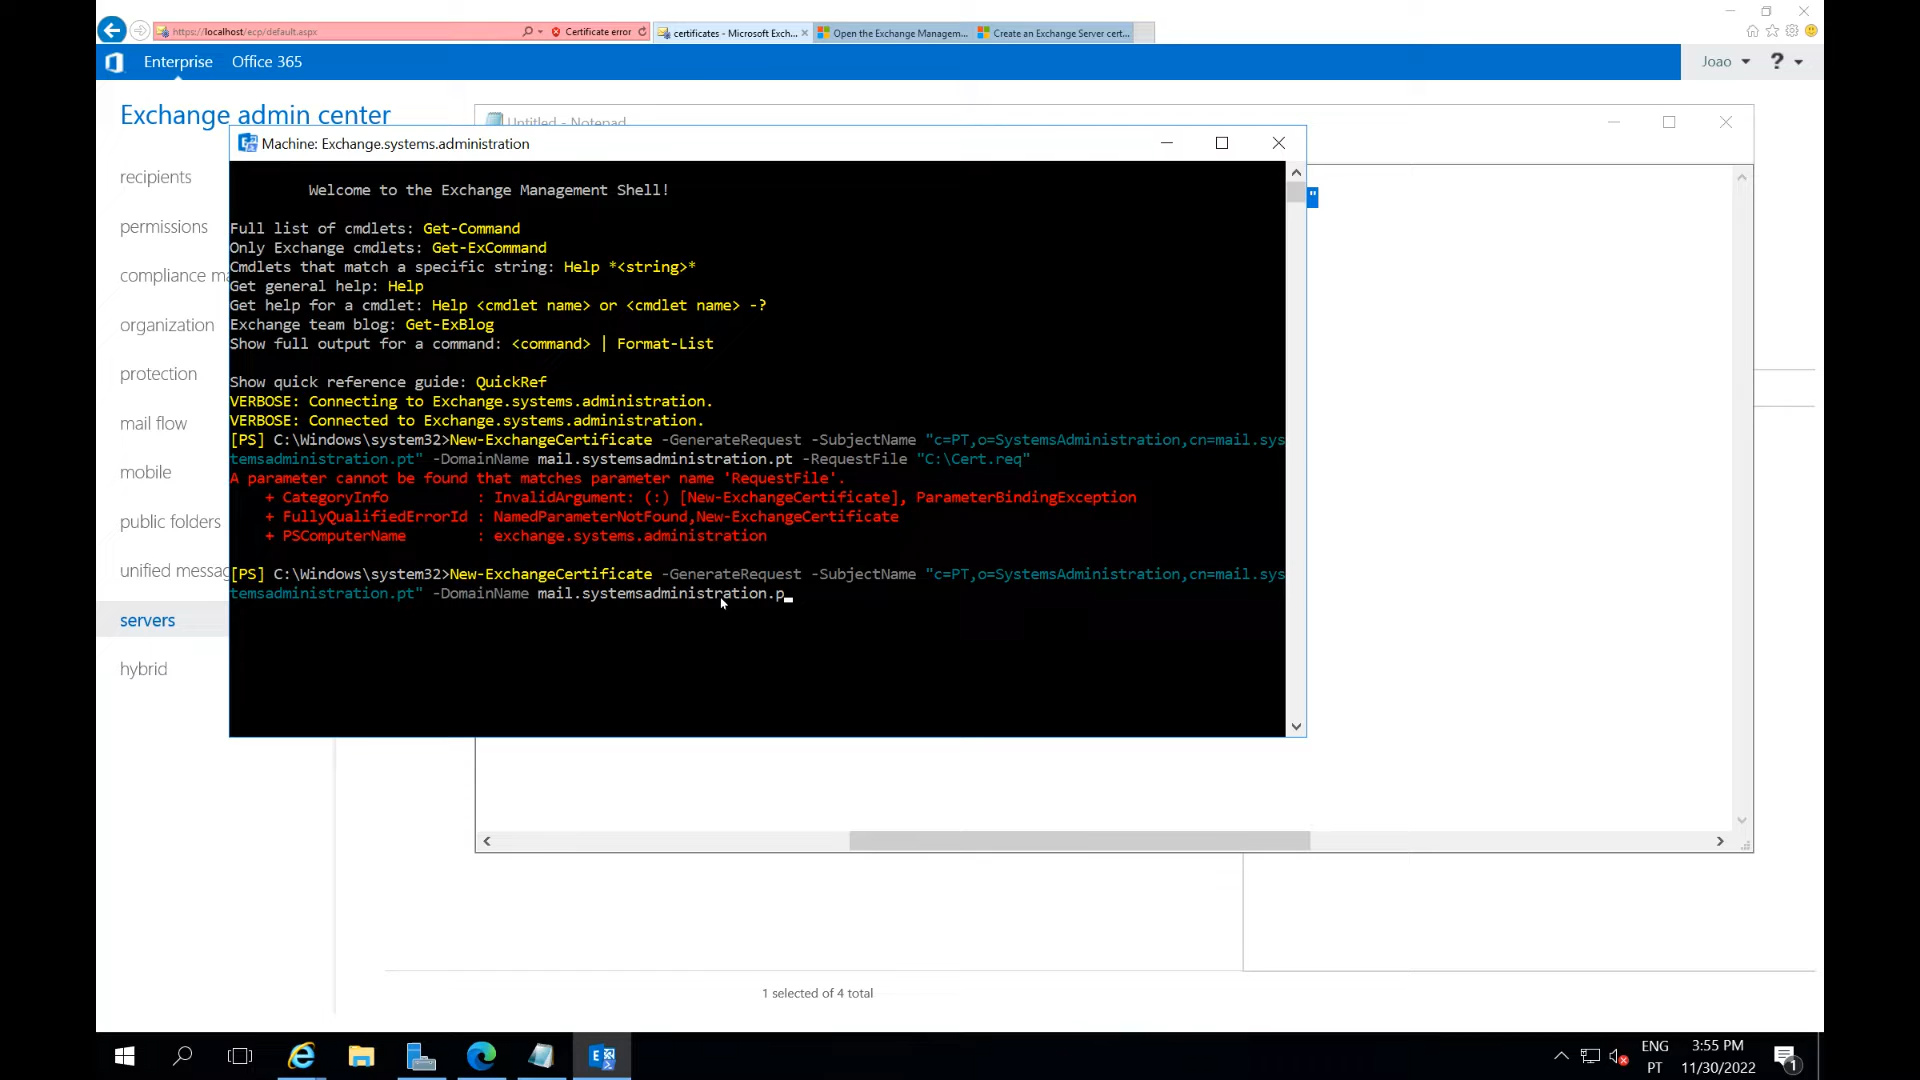 https://localhost/ecp/default.aspx
Certificate error
certificates - Microsoft Exch...
Open the Exchange Managem...
Create an Exchange Server cert...
Enterprise
Office 365
Joao
?
Exchange admin center
Untitled - Notepad
Machine: Exchange.systems.administration
recipients
permissions
compliance ma
organization
protection
mail flow
mobile
public folders
unified messag
servers
hybrid
Welcome to the Exchange Management Shell!
Full list of cmdlets: Get-Command
Only Exchange cmdlets: Get-ExCommand
Cmdlets that match a specific string: Help *<string>*
Get general help: Help
Get help for a cmdlet: Help <cmdlet name> or <cmdlet name> -?
Exchange team blog: Get-ExBlog
Show full output for a command: <command> | Format-List
Show quick reference guide: QuickRef
VERBOSE: Connecting to Exchange.systems.administration.
VERBOSE: Connected to Exchange.systems.administration.
[PS] C:\Windows\system32>New-ExchangeCertificate -GenerateRequest -SubjectName "c=PT,o=SystemsAdministration,cn=mail.sys
temsadministration.pt" -DomainName mail.systemsadministration.pt -RequestFile "C:\Cert.req"
A parameter cannot be found that matches parameter name 'RequestFile'.
+ CategoryInfo : InvalidArgument: (:) [New-ExchangeCertificate], ParameterBindingException
+ FullyQualifiedErrorId : NamedParameterNotFound,New-ExchangeCertificate
+ PSComputerName : exchange.systems.administration
[PS] C:\Windows\system32>New-ExchangeCertificate -GenerateRequest -SubjectName "c=PT,o=SystemsAdministration,cn=mail.sys
temsadministration.pt" -DomainName mail.systemsadministration.p
"
1 selected of 4 total
ENG
PT
3:55 PM
11/30/2022
1